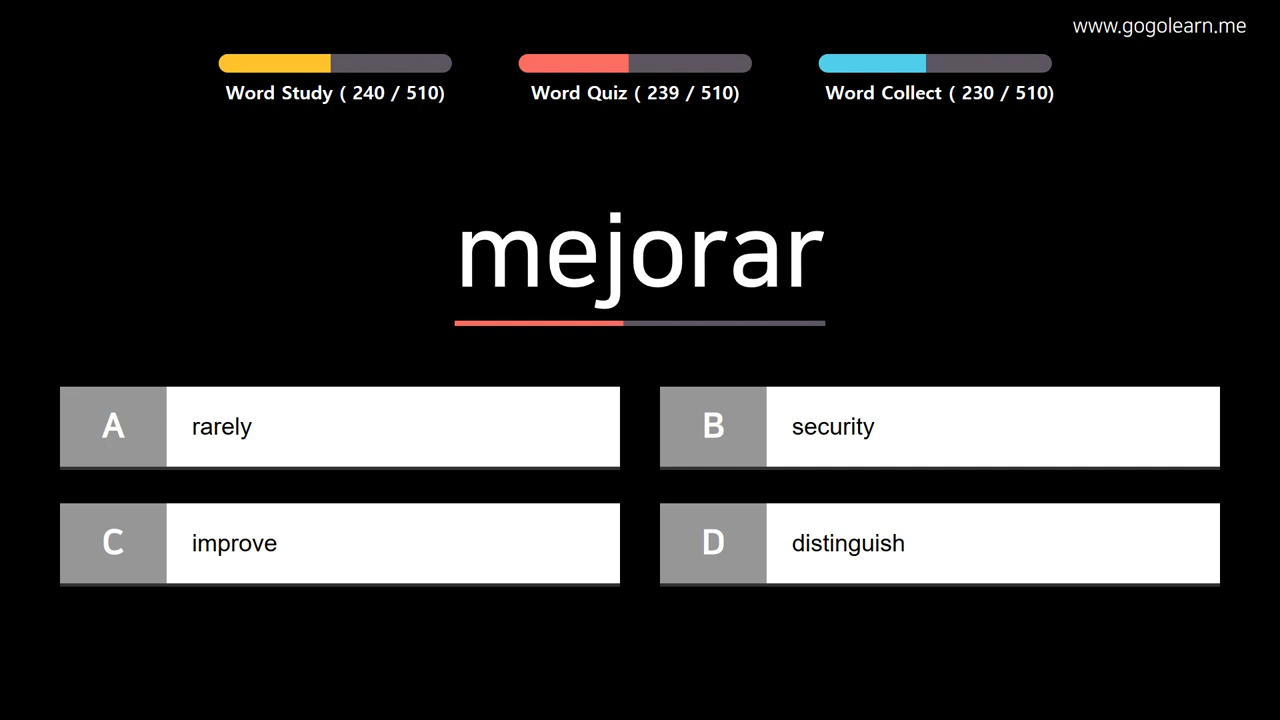 www.gogolearn.me
Word Study ( 240 / 510)
Word Quiz ( 239 / 510)
Word Collect ( 230 / 510)
mejorar
A rarely
B security
C improve
D distinguish